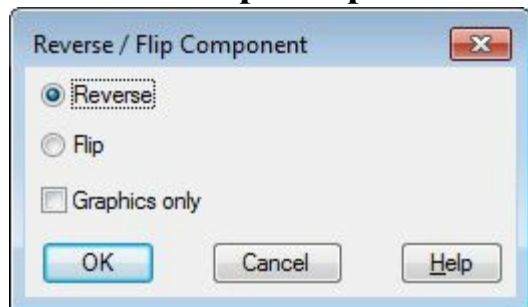 Reverse / Flip Component
Reverse
Flip
Graphics only
OK Cancel Help